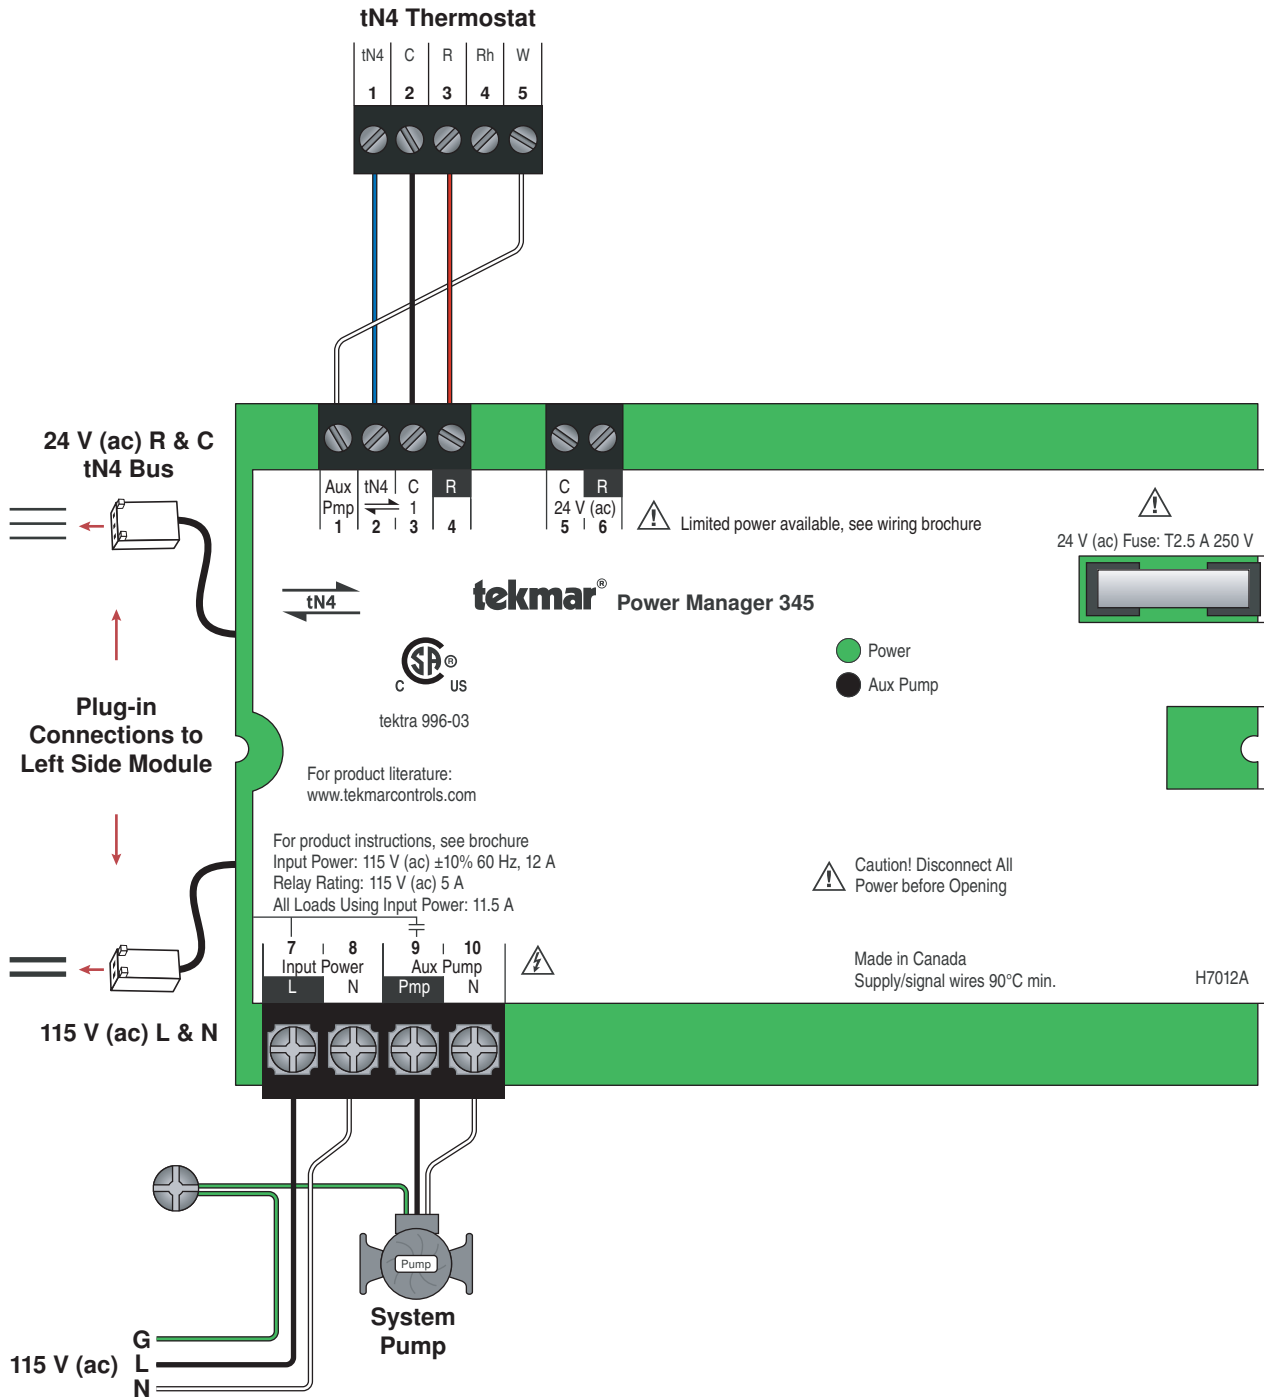 tN4 Thermostat
tN4 C R Rh W
1 2 3 4 5
24 V (ac) R & C
tN4 Bus
Aux
Pmp
1
tN4
2
C
1
3
R
4
C R
24 V (ac)
5 6
Limited power available, see wiring brochure
24 V (ac) Fuse: T2.5 A 250 V
tN4
tekmar® Power Manager 345
Power
Aux Pump
SA ®
C US
tektra 996-03
Plug-in
Connections to
Left Side Module
For product literature:
www.tekmarcontrols.com
For product instructions, see brochure
Input Power: 115 V (ac) ±10% 60 Hz, 12 A
Relay Rating: 115 V (ac) 5 A
All Loads Using Input Power: 11.5 A
Caution! Disconnect All
Power before Opening
7 8 9 10
Input Power Aux Pump
L N Pmp N
Made in Canada
Supply/signal wires 90°C min.
H7012A
115 V (ac) L & N
Pump
System
Pump
115 V (ac)
G
L
N